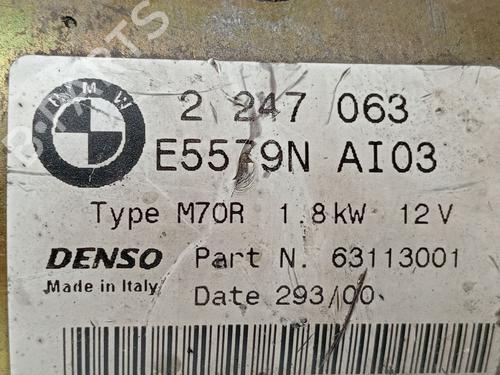 BMW
2 247 063
E5579N AI03
Type M70R 1.8kW 12V
DENSO Part N. 63113001
Made in Italy Date 293/00